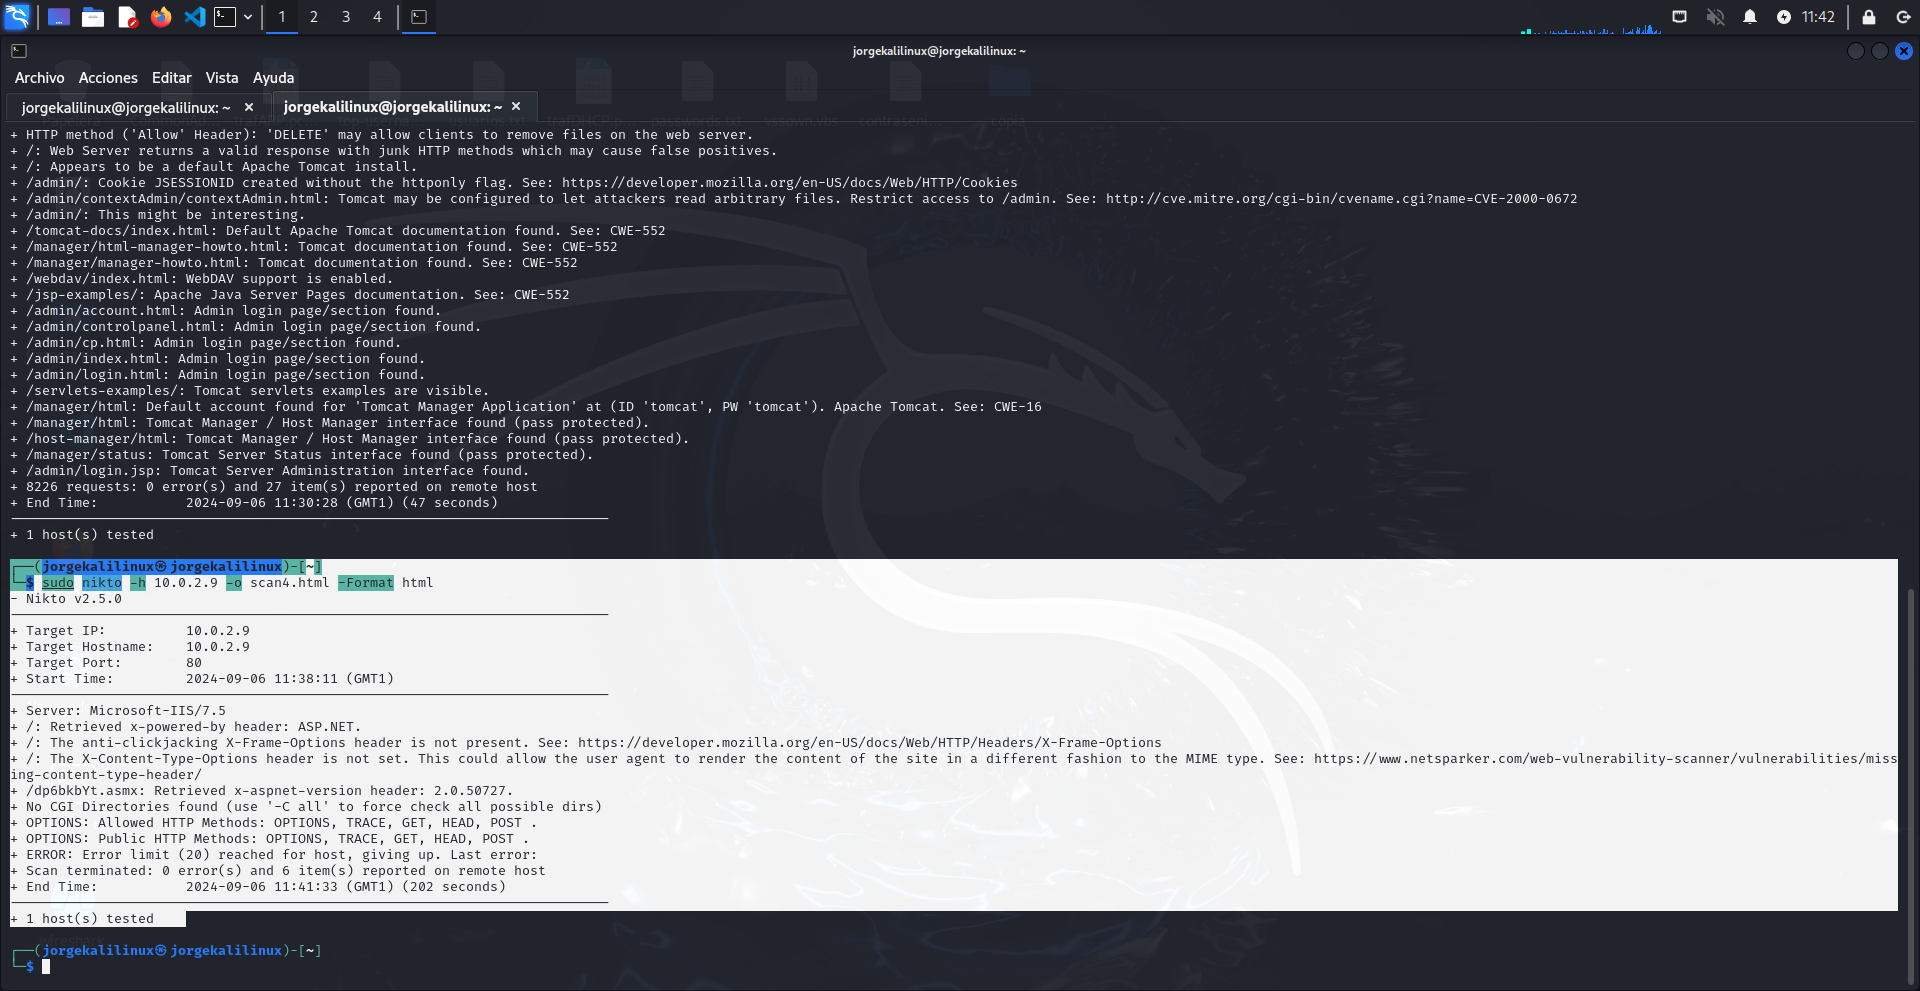 1 2 3 4 11:42
jorgekalilinux@jorgekalilinux: ~
Archivo Acciones Editar Vista Ayuda
jorgekalilinux@jorgekalilinux: ~ × jorgekalilinux@jorgekalilinux: ~ ×
+ HTTP method ('Allow' Header): 'DELETE' may allow clients to remove files on the web server.
+ /: Web Server returns a valid response with junk HTTP methods which may cause false positives.
+ /: Appears to be a default Apache Tomcat install.
+ /admin/: Cookie JSESSIONID created without the httponly flag. See: https://developer.mozilla.org/en-US/docs/Web/HTTP/Cookies
+ /admin/contextAdmin/contextAdmin.html: Tomcat may be configured to let attackers read arbitrary files. Restrict access to /admin. See: http://cve.mitre.org/cgi-bin/cvename.cgi?name=CVE-2000-0672
+ /admin/: This might be interesting.
+ /tomcat-docs/index.html: Default Apache Tomcat documentation found. See: CWE-552
+ /manager/html-manager-howto.html: Tomcat documentation found. See: CWE-552
+ /manager/manager-howto.html: Tomcat documentation found. See: CWE-552
+ /webdav/index.html: WebDAV support is enabled.
+ /jsp-examples/: Apache Java Server Pages documentation. See: CWE-552
+ /admin/account.html: Admin login page/section found.
+ /admin/controlpanel.html: Admin login page/section found.
+ /admin/cp.html: Admin login page/section found.
+ /admin/index.html: Admin login page/section found.
+ /admin/login.html: Admin login page/section found.
+ /servlets-examples/: Tomcat servlets examples are visible.
+ /manager/html: Default account found for 'Tomcat Manager Application' at (ID 'tomcat', PW 'tomcat'). Apache Tomcat. See: CWE-16
+ /manager/html: Tomcat Manager / Host Manager interface found (pass protected).
+ /host-manager/html: Tomcat Manager / Host Manager interface found (pass protected).
+ /manager/status: Tomcat Server Status interface found (pass protected).
+ /admin/login.jsp: Tomcat Server Administration interface found.
+ 8226 requests: 0 error(s) and 27 item(s) reported on remote host
+ End Time: 2024-09-06 11:30:28 (GMT1) (47 seconds)
+ 1 host(s) tested
┌──(jorgekalilinux㉿jorgekalilinux)-[~]
└─$ sudo nikto -h 10.0.2.9 -o scan4.html -Format html
- Nikto v2.5.0
+ Target IP: 10.0.2.9
+ Target Hostname: 10.0.2.9
+ Target Port: 80
+ Start Time: 2024-09-06 11:38:11 (GMT1)
+ Server: Microsoft-IIS/7.5
+ /: Retrieved x-powered-by header: ASP.NET.
+ /: The anti-clickjacking X-Frame-Options header is not present. See: https://developer.mozilla.org/en-US/docs/Web/HTTP/Headers/X-Frame-Options
+ /: The X-Content-Type-Options header is not set. This could allow the user agent to render the content of the site in a different fashion to the MIME type. See: https://www.netsparker.com/web-vulnerability-scanner/vulnerabilities/miss
ing-content-type-header/
+ /dp6bkbYt.asmx: Retrieved x-aspnet-version header: 2.0.50727.
+ No CGI Directories found (use '-C all' to force check all possible dirs)
+ OPTIONS: Allowed HTTP Methods: OPTIONS, TRACE, GET, HEAD, POST .
+ OPTIONS: Public HTTP Methods: OPTIONS, TRACE, GET, HEAD, POST .
+ ERROR: Error limit (20) reached for host, giving up. Last error:
+ Scan terminated: 0 error(s) and 6 item(s) reported on remote host
+ End Time: 2024-09-06 11:41:33 (GMT1) (202 seconds)
+ 1 host(s) tested
┌──(jorgekalilinux㉿jorgekalilinux)-[~]
└─$